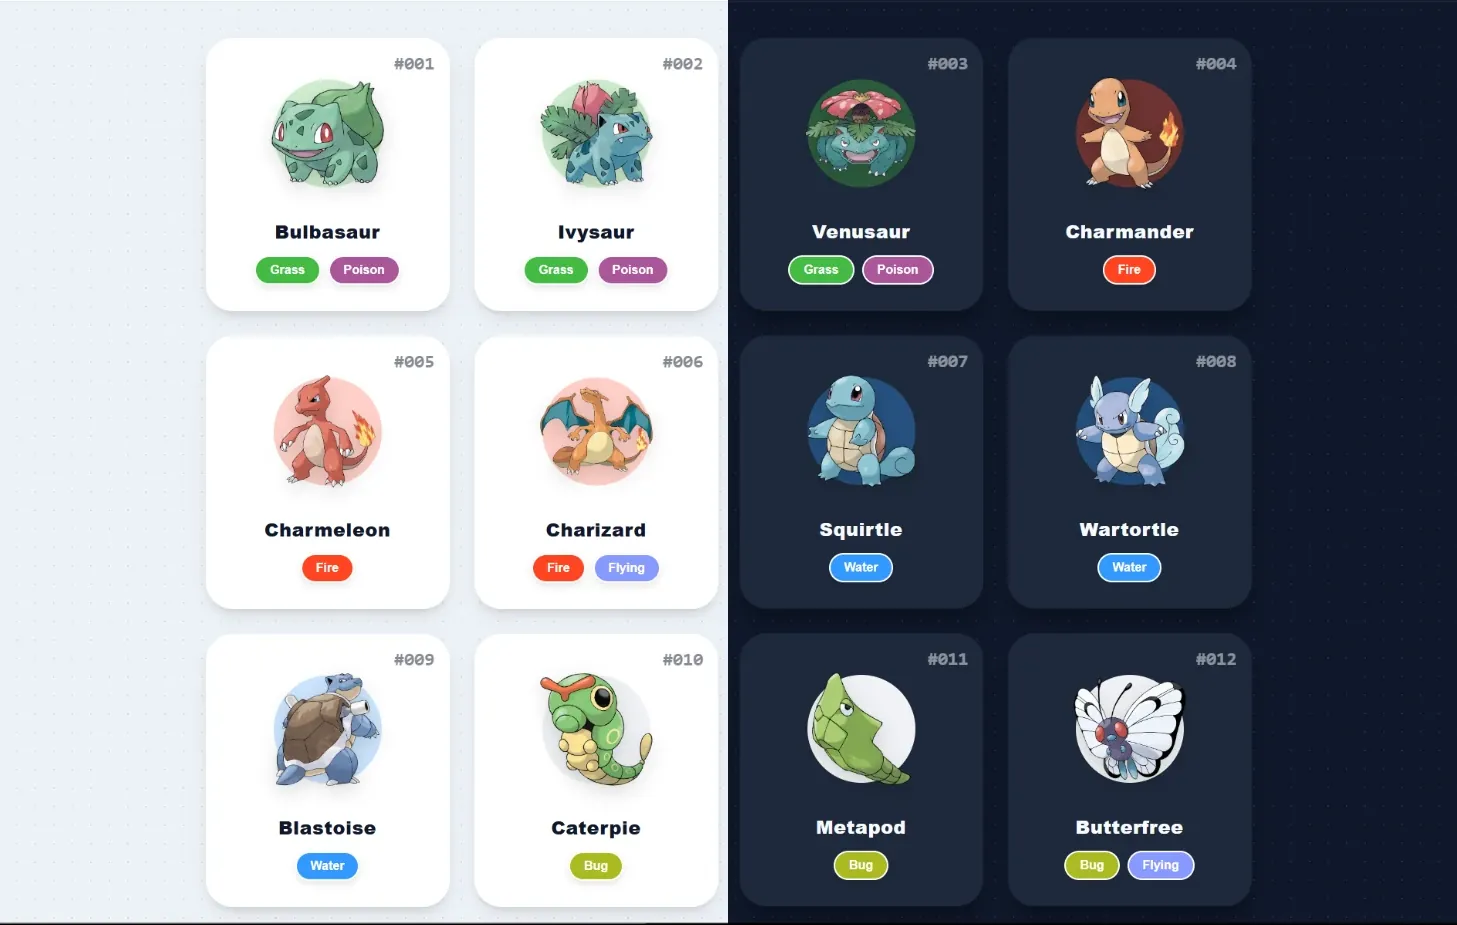 #001
Bulbasaur
Grass Poison
#002
Ivysaur
Grass Poison
#003
Venusaur
Grass Poison
#004
Charmander
Fire
#005
Charmeleon
Fire
#006
Charizard
Fire Flying
#007
Squirtle
Water
#008
Wartortle
Water
#009
Blastoise
Water
#010
Caterpie
Bug
#011
Metapod
Bug
#012
Butterfree
Bug Flying